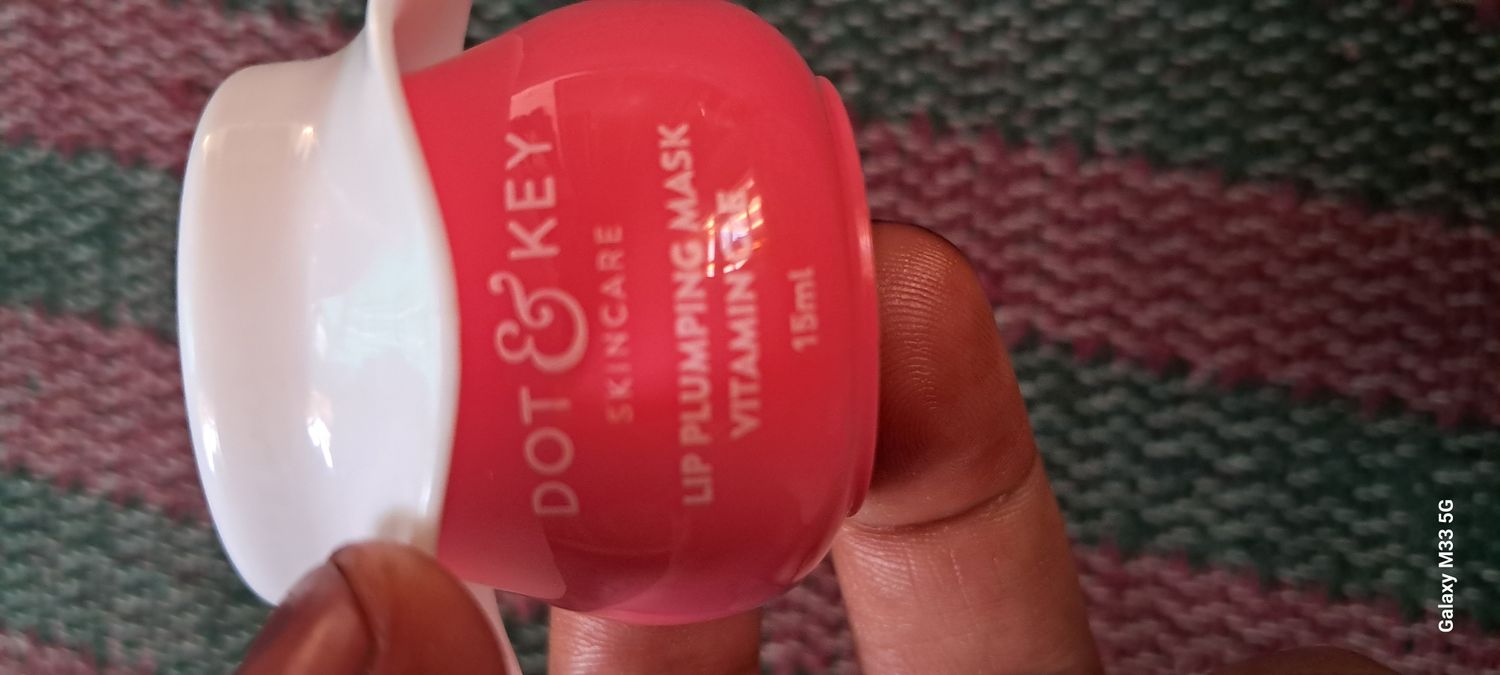 DOT & KEY
SKINCARE
LIP PLUMPING MASK
VITAMIN C+E
15ml
Galaxy M33 5G